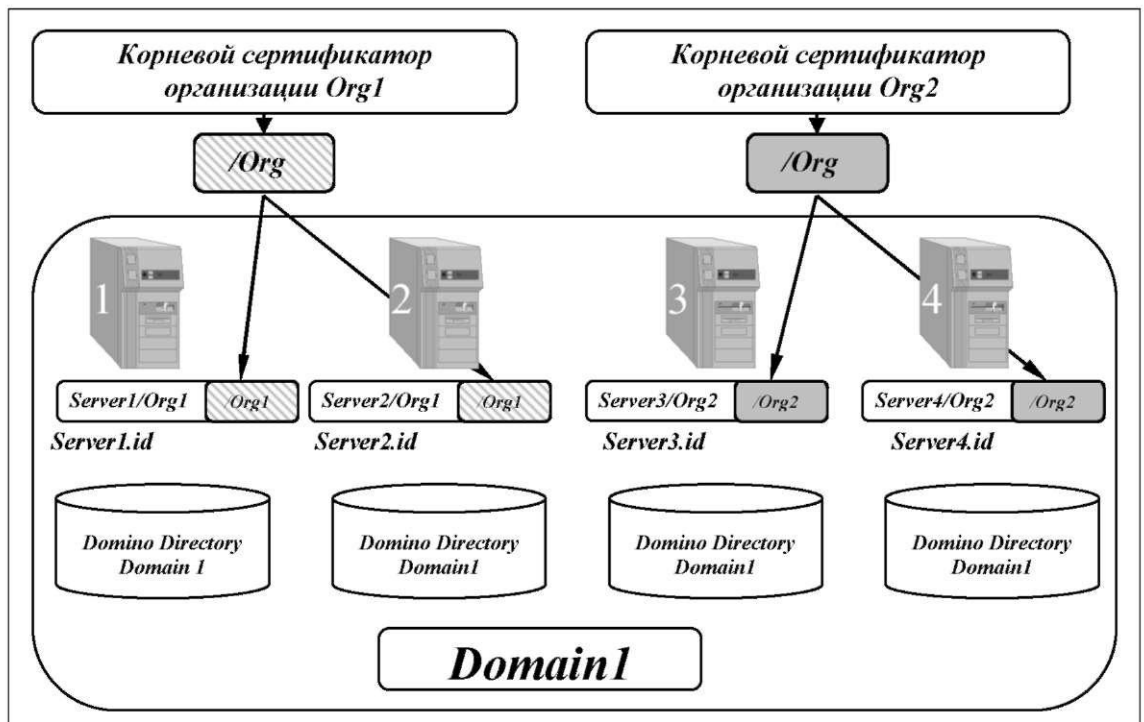 Корневой сертификатор
организации Org1
Корневой сертификатор
организации Org2
/Org
/Org
1
2
3
4
Server1/Org1
/Org1
Server2/Org1
/Org1
Server3/Org2
/Org2
Server4/Org2
/Org2
Server1.id
Server2.id
Server3.id
Server4.id
Domino Directory
Domain 1
Domino Directory
Domain1
Domino Directory
Domain1
Domino Directory
Domain1
Domain1